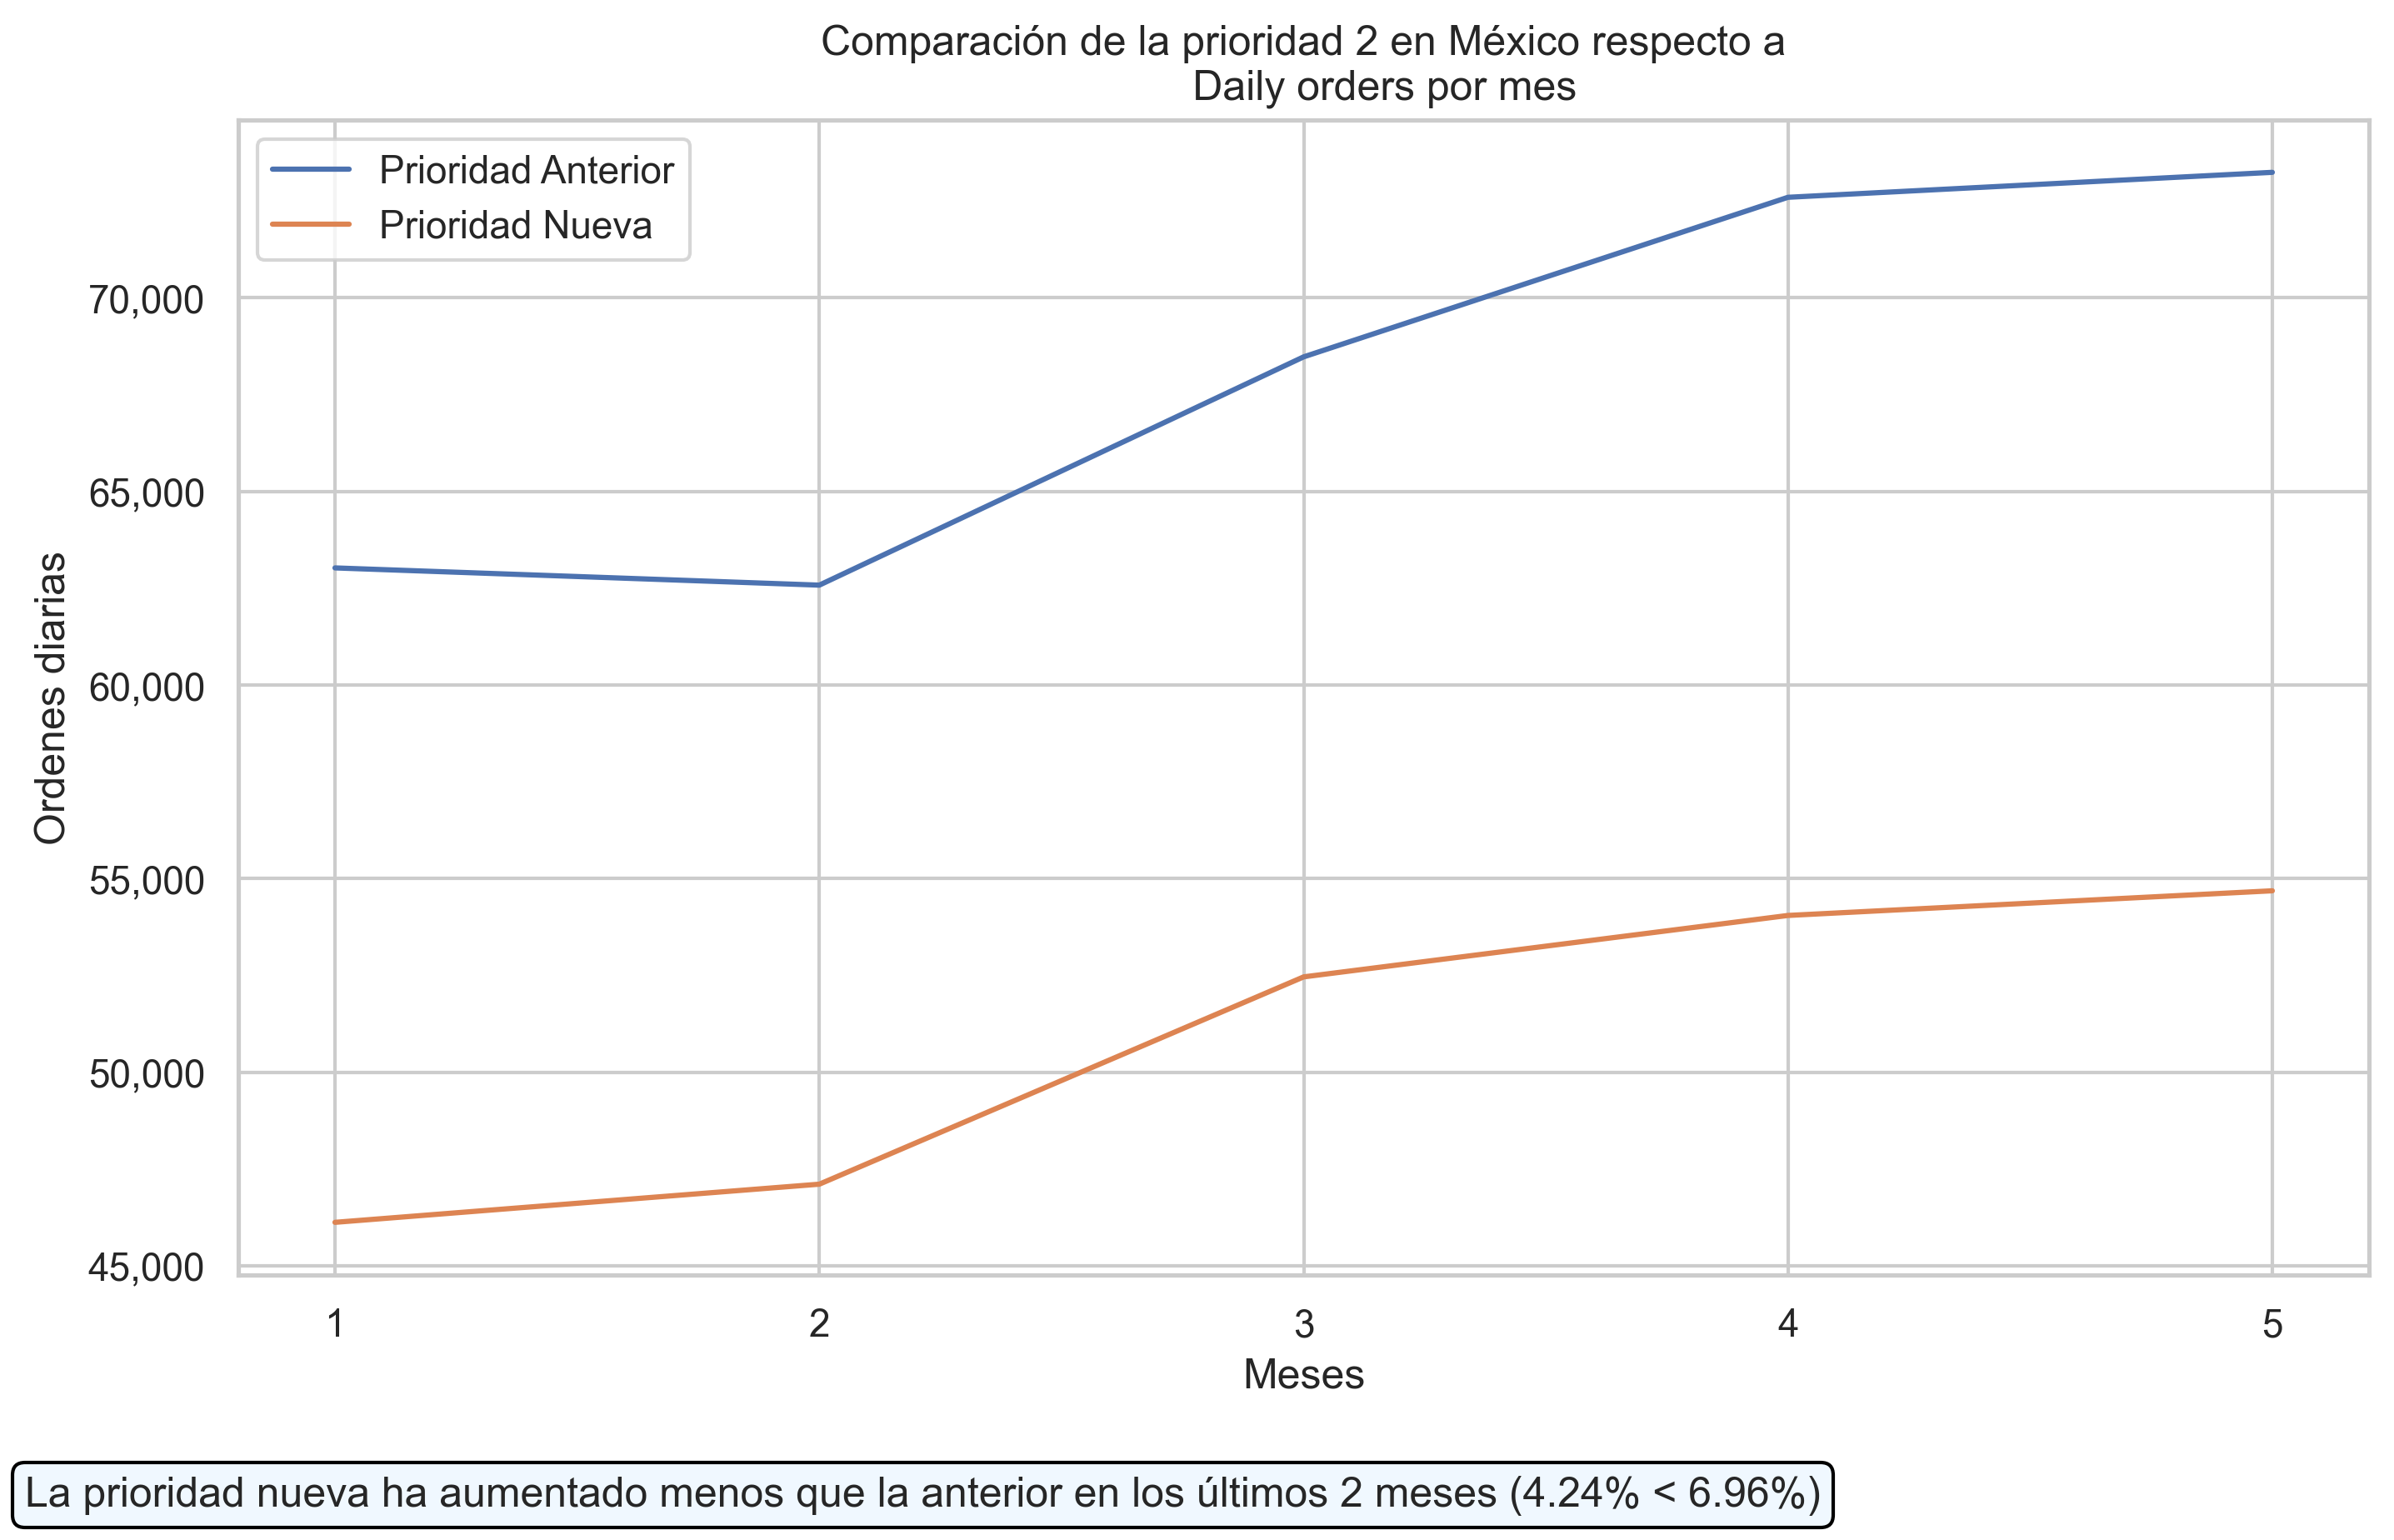 Comparación de la prioridad 2 en México respecto a
Daily orders por mes
Prioridad Anterior
Prioridad Nueva
70,000
65,000
60,000
55,000
50,000
45,000
Ordenes diarias
1 2 3 4 5
Meses
La prioridad nueva ha aumentado menos que la anterior en los últimos 2 meses (4.24% < 6.96%)